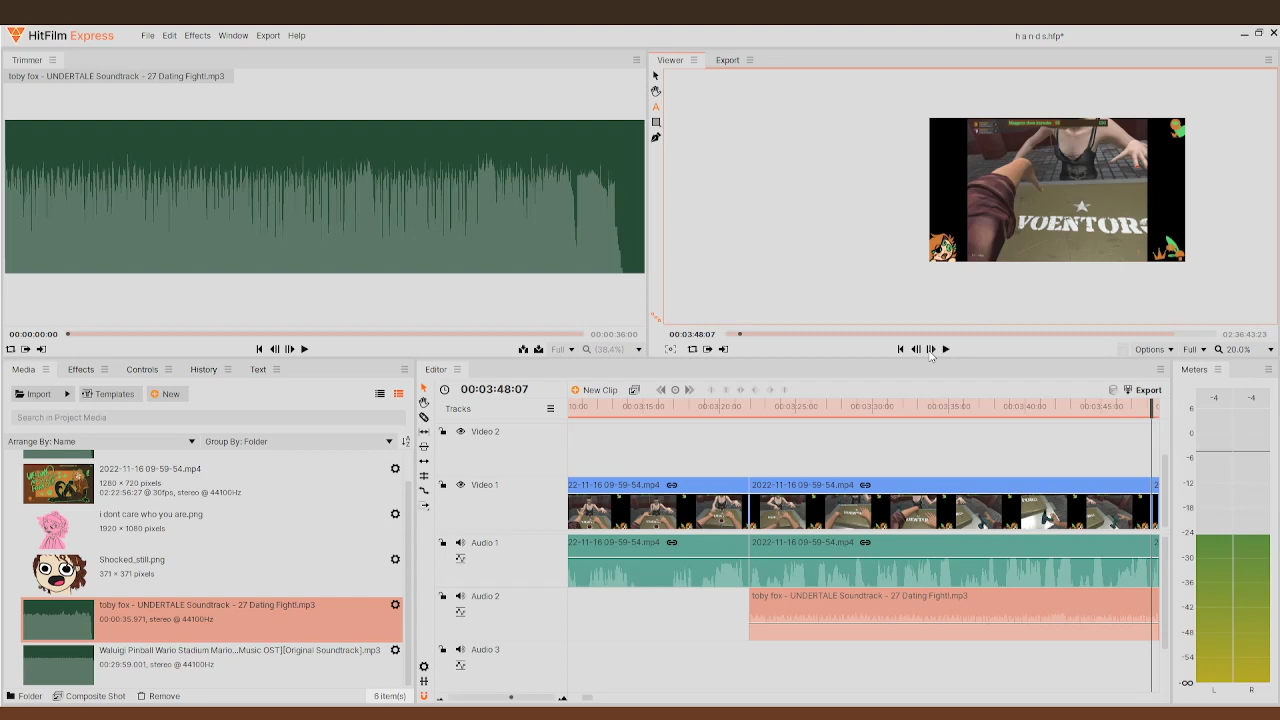 HitFilm Express
File Edit Effects Window Export Help
h a n d s.hfp*
Trimmer
toby fox - UNDERTALE Soundtrack - 27 Dating Fight!.mp3
00:00:00:00
00:00:36:00
Full (38.4%)
Viewer Export
VOENTORS
00:03:48:07
02:36:43:23
Options Full 20.0%
Media Effects Controls History Text
Import Templates New
Search in Project Media
Arrange By: Name Group By: Folder
2022-11-16 09-59-54.mp4
1280 × 720 pixels
02:22:56:27 @ 30fps, stereo @ 44100Hz
i dont care who you are.png
1920 × 1080 pixels
Shocked_still.png
371 × 371 pixels
toby fox - UNDERTALE Soundtrack - 27 Dating Fight!.mp3
00:00:35.971, stereo @ 44100Hz
Waluigi Pinball Wario Stadium Mario...Music OST][Original Soundtrack].mp3
00:29:59.001, stereo @ 44100Hz
Folder Composite Shot Remove
6 item(s)
Editor
00:03:48:07
New Clip
Export
Tracks
:10:00 00:03:15:00 00:03:20:00 00:03:25:00 00:03:30:00 00:03:35:00 00:03:40:00 00:03:45:00
Video 2
Video 1
22-11-16 09-59-54.mp4 2022-11-16 09-59-54.mp4 2
Audio 1
22-11-16 09-59-54.mp4 2022-11-16 09-59-54.mp4 2
Audio 2
toby fox - UNDERTALE Soundtrack - 27 Dating Fight!.mp3
Audio 3
Meters
-4 -4
6
0
-6
-12
-18
-24
-30
-36
-42
-48
-54
-∞
L R